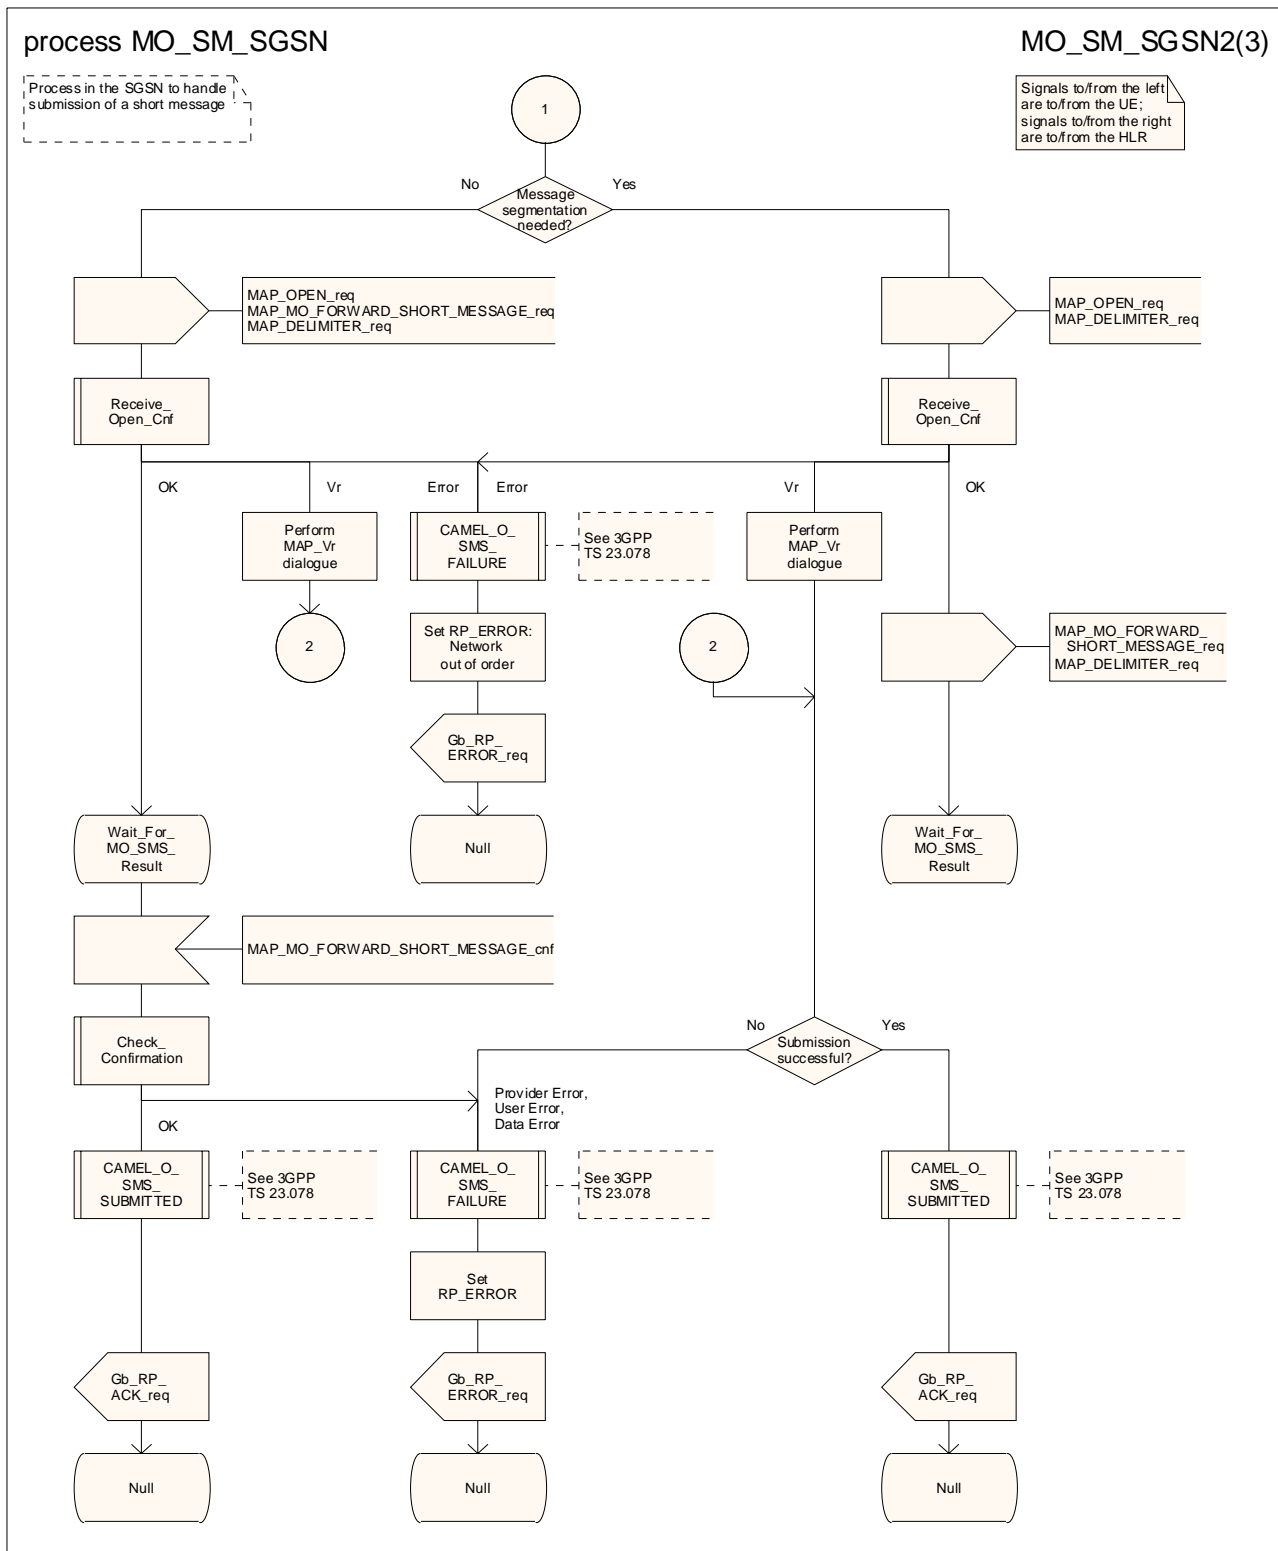 process MO_SM_SGSN
MO_SM_SGSN2(3)
Process in the SGSN to handle
submission of a short message
Signals to/from the left
are to/from the UE;
signals to/from the right
are to/from the HLR
1
No
Yes
Message
segmentation
needed?
MAP_OPEN_req
MAP_MO_FORWARD_SHORT_MESSAGE_req
MAP_DELIMITER_req
MAP_OPEN_req
MAP_DELIMITER_req
Receive_
Open_Cnf
Receive_
Open_Cnf
OK
Vr
Error
Error
Vr
OK
Perform
MAP_Vr
dialogue
CAMEL_O_
SMS_
FAILURE
See 3GPP
TS 23.078
Perform
MAP_Vr
dialogue
2
Set RP_ERROR:
Network
out of order
2
MAP_MO_FORWARD_
SHORT_MESSAGE_req
MAP_DELIMITER_req
Gb_RP_
ERROR_req
Wait_For_
MO_SMS_
Result
Null
Wait_For_
MO_SMS_
Result
MAP_MO_FORWARD_SHORT_MESSAGE_cnf
Check_
Confirmation
No
Yes
Submission
successful?
Provider Error,
User Error,
Data Error
OK
CAMEL_O_
SMS_
SUBMITTED
See 3GPP
TS 23.078
CAMEL_O_
SMS_
FAILURE
See 3GPP
TS 23.078
CAMEL_O_
SMS_
SUBMITTED
See 3GPP
TS 23.078
Set
RP_ERROR
Gb_RP_
ACK_req
Gb_RP_
ERROR_req
Gb_RP_
ACK_req
Null
Null
Null